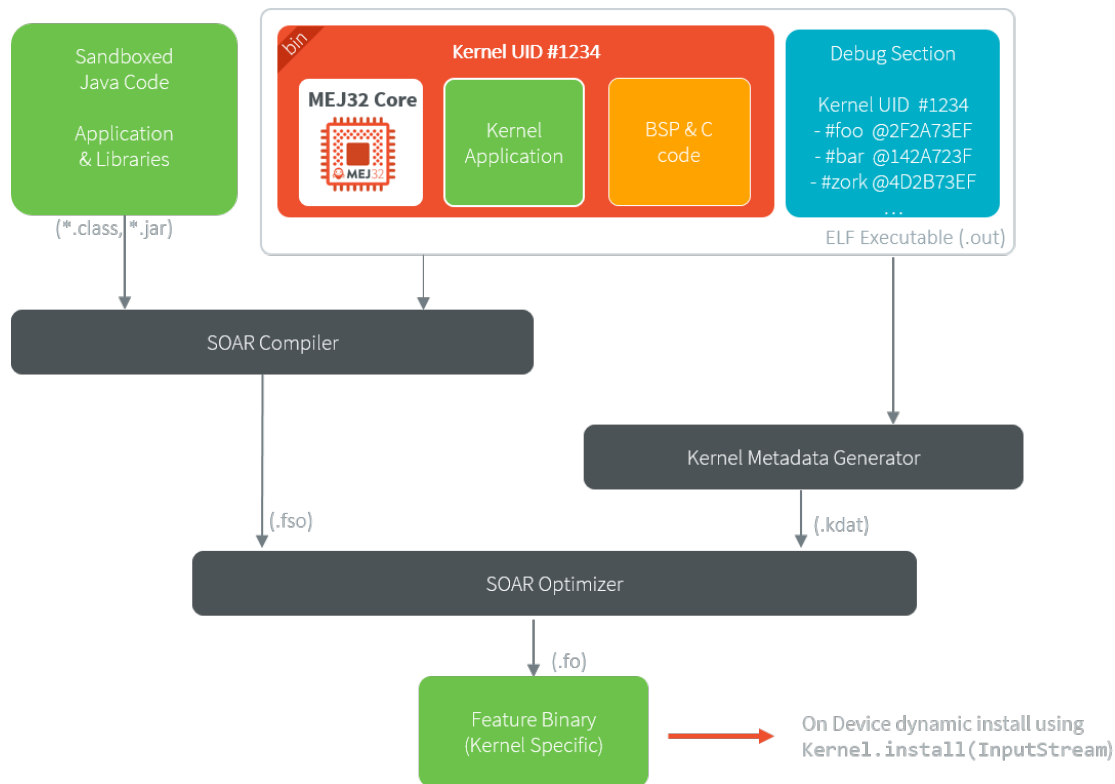 Sandboxed
Java Code
Application
& Libraries
(*.class, *.jar)
bin
Kernel UID #1234
MEJ32 Core
MEJ32
Kernel
Application
BSP & C
code
Debug Section
Kernel UID #1234
- #foo @2F2A73EF
- #bar @142A723F
- #zork @4D2B73EF
...
ELF Executable (.out)
SOAR Compiler
Kernel Metadata Generator
(.fso)
(.kdat)
SOAR Optimizer
(.fo)
Feature Binary
(Kernel Specific)
On Device dynamic install using
Kernel.install(InputStream)